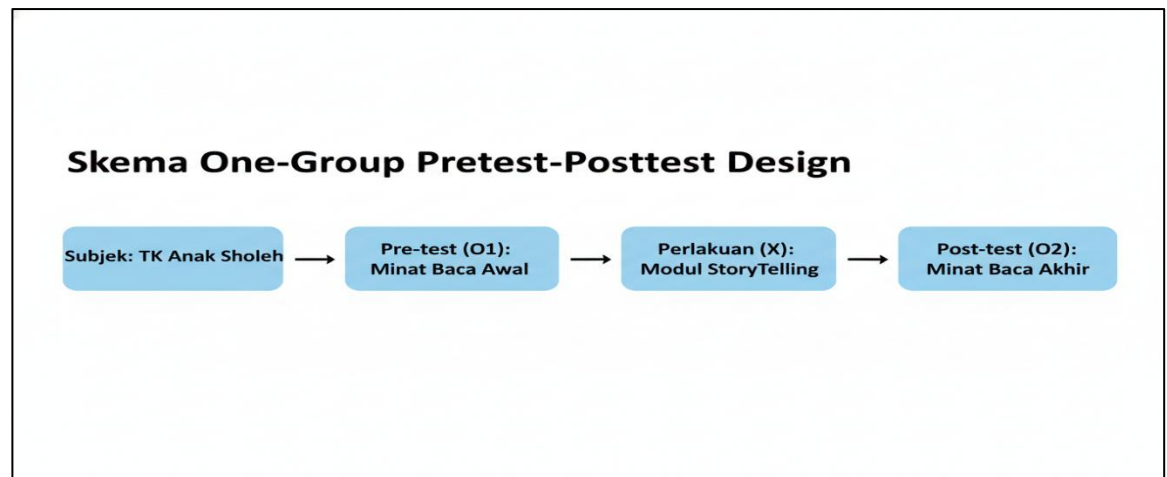 Skema One-Group Pretest-Posttest Design
Subjek: TK Anak Sholeh
Pre-test (O1):
Minat Baca Awal
Perlakuan (X):
Modul StoryTelling
Post-test (O2):
Minat Baca Akhir